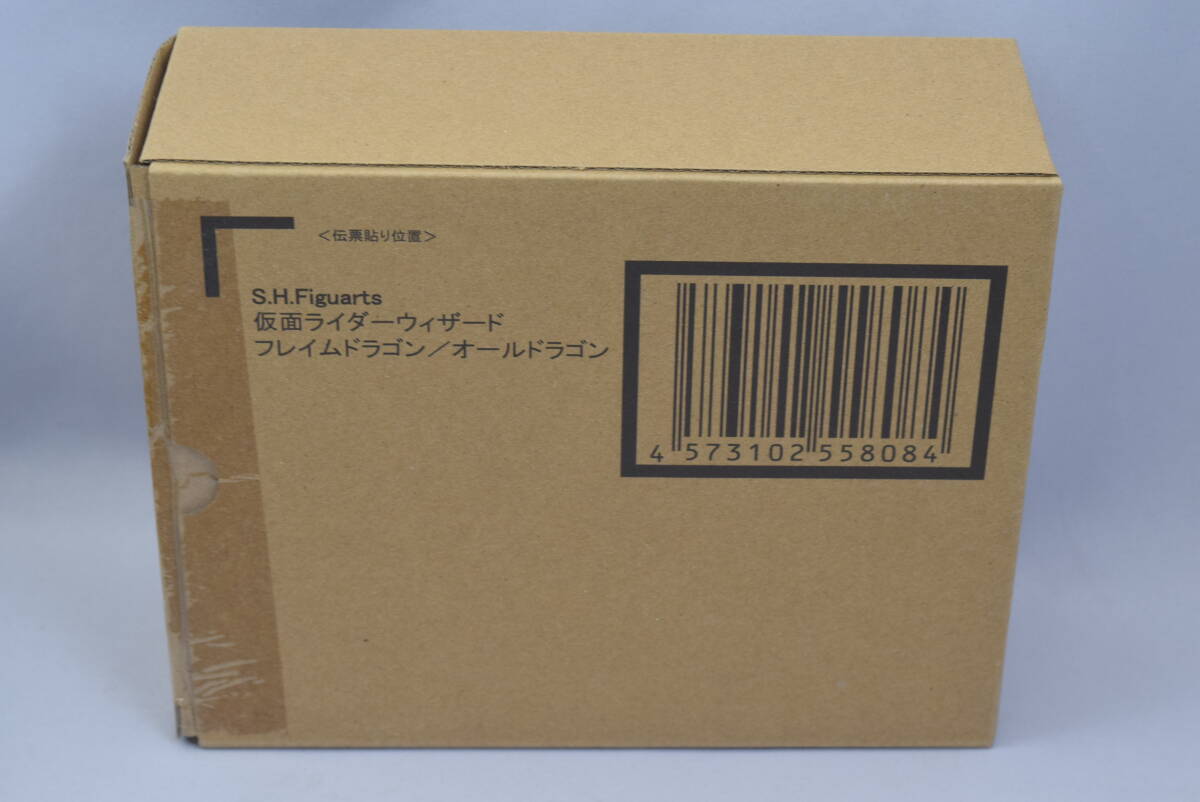 ＜伝票貼り位置＞
S.H.Figuarts
仮面ライダーウィザード
フレイムドラゴン／オールドラゴン
4 573102 558084